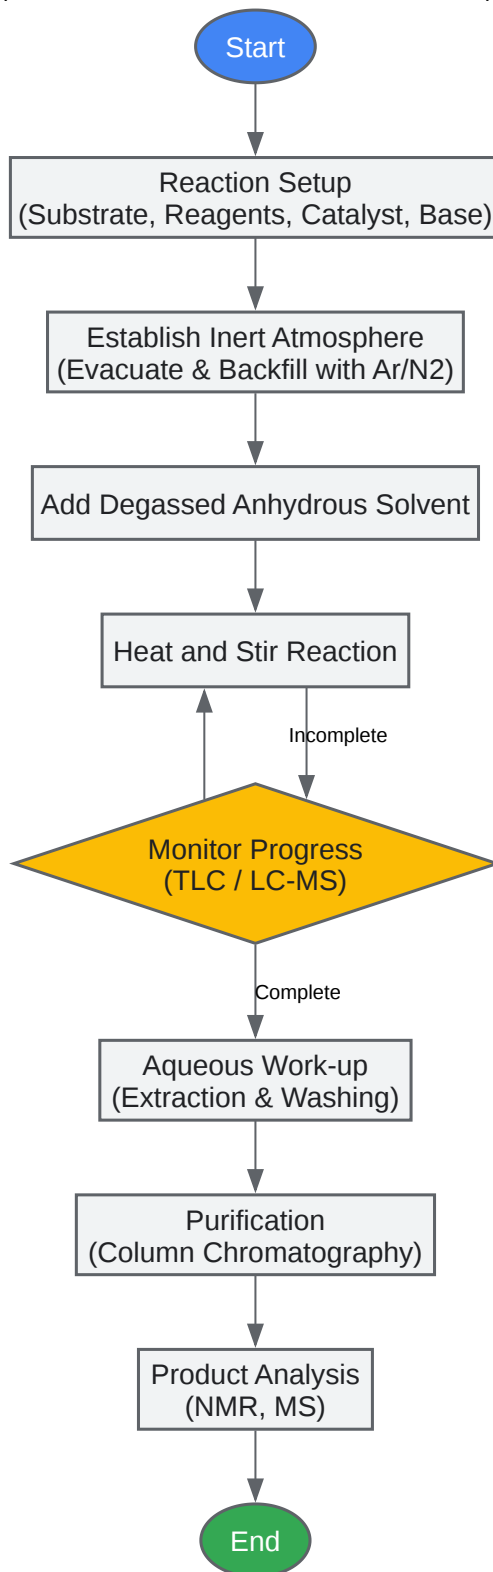 Start
Reaction Setup
(Substrate, Reagents, Catalyst, Base)
Establish Inert Atmosphere
(Evacuate & Backfill with Ar/N2)
Add Degassed Anhydrous Solvent
Heat and Stir Reaction
Incomplete
Monitor Progress
(TLC / LC-MS)
Complete
Aqueous Work-up
(Extraction & Washing)
Purification
(Column Chromatography)
Product Analysis
(NMR, MS)
End